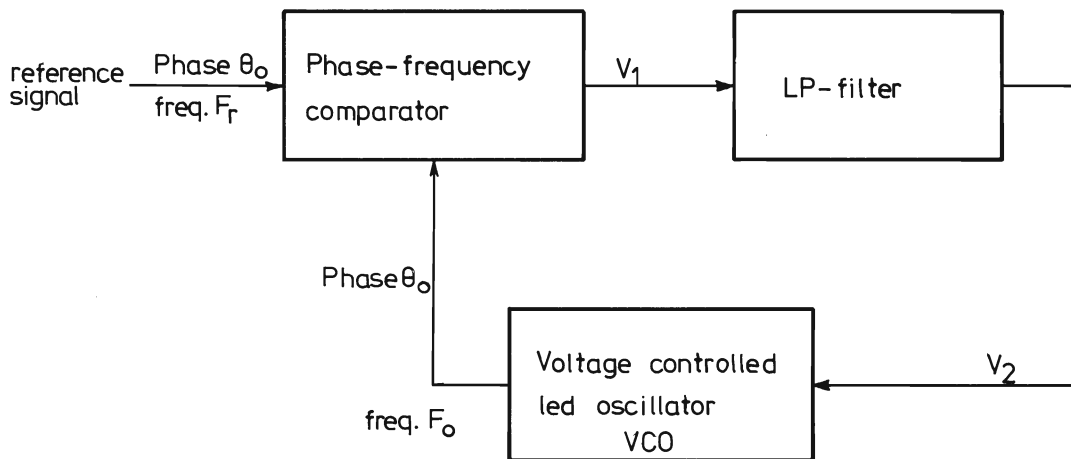 reference
signal
Phase θo
freq. Fr
Phase-frequency
comparator
V1
LP-filter
Phase θo
freq. Fo
Voltage controlled
led oscillator
VCO
V2